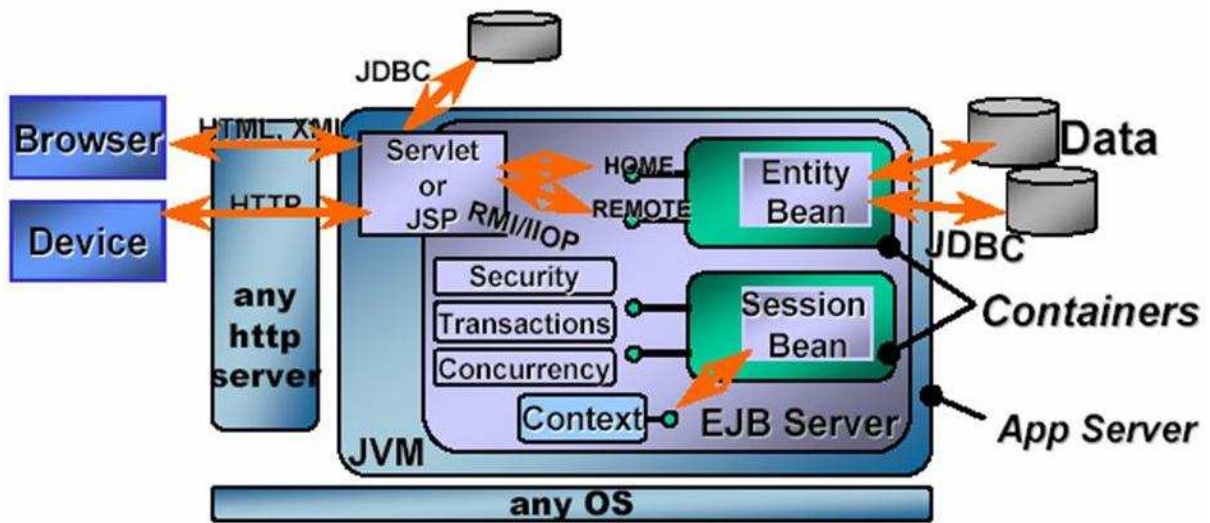 JDBC
Browser
HTML, XML
Servlet
or
JSP
HOME
Entity
Bean
Data
Device
HTTP
REMOTE
RMI/IIOP
JDBC
any
http
server
Security
Transactions
Concurrency
Session
Bean
Containers
Context
EJB Server
App Server
JVM
any OS